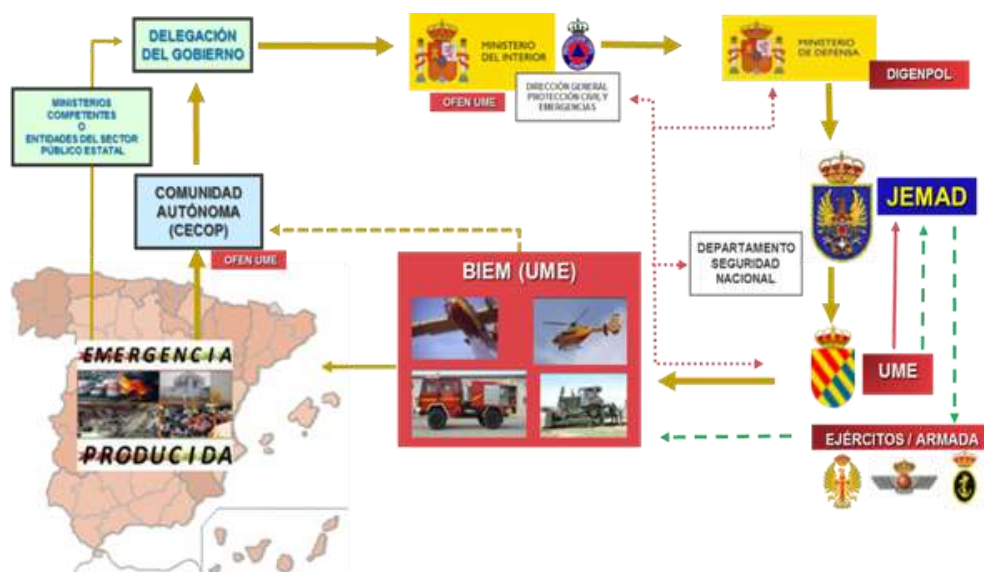 DELEGACIÓN
DEL GOBIERNO
MINISTERIO
DEL INTERIOR
OFEN UME
DIRECCIÓN GENERAL
PROTECCIÓN CIVIL Y
EMERGENCIAS
MINISTERIO
DE DEFENSA
DIGENPOL
MINISTERIOS
COMPETENTES
O
ENTIDADES DEL SECTOR
PÚBLICO ESTATAL
COMUNIDAD
AUTÓNOMA
(CECOP)
OFEN UME
JEMAD
DEPARTAMENTO
SEGURIDAD
NACIONAL
BIEM (UME)
UME
EMERGENCIA
PRODUCIDA
EJÉRCITOS / ARMADA